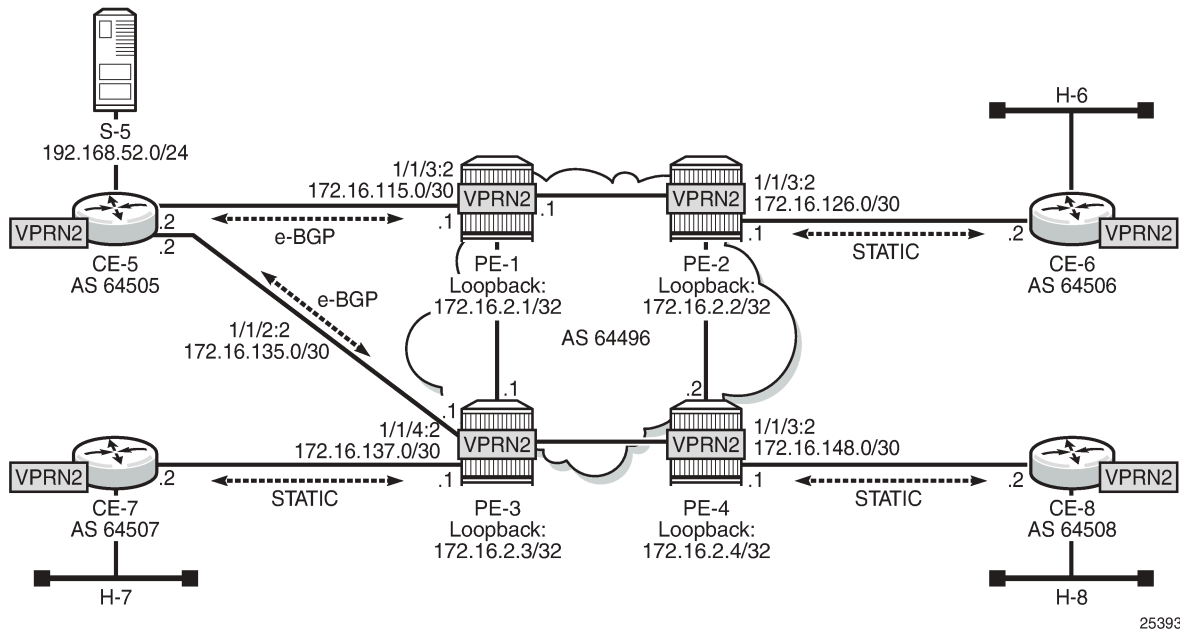 S-5
192.168.52.0/24
H-6
1/1/3:2
172.16.115.0/30
VPRN2
.1
VPRN2
1/1/3:2
172.16.126.0/30
VPRN2
.2
.2
e-BGP
.1
.1
STATIC
.2
VPRN2
CE-5
AS 64505
PE-1
Loopback:
172.16.2.1/32
PE-2
Loopback:
172.16.2.2/32
CE-6
AS 64506
e-BGP
1/1/2:2
172.16.135.0/30
AS 64496
.1
.2
.1
1/1/4:2
172.16.137.0/30
VPRN2
VPRN2
1/1/3:2
172.16.148.0/30
VPRN2
.2
STATIC
.1
.1
STATIC
.2
VPRN2
CE-7
AS 64507
PE-3
Loopback:
172.16.2.3/32
PE-4
Loopback:
172.16.2.4/32
CE-8
AS 64508
H-7
H-8
25393